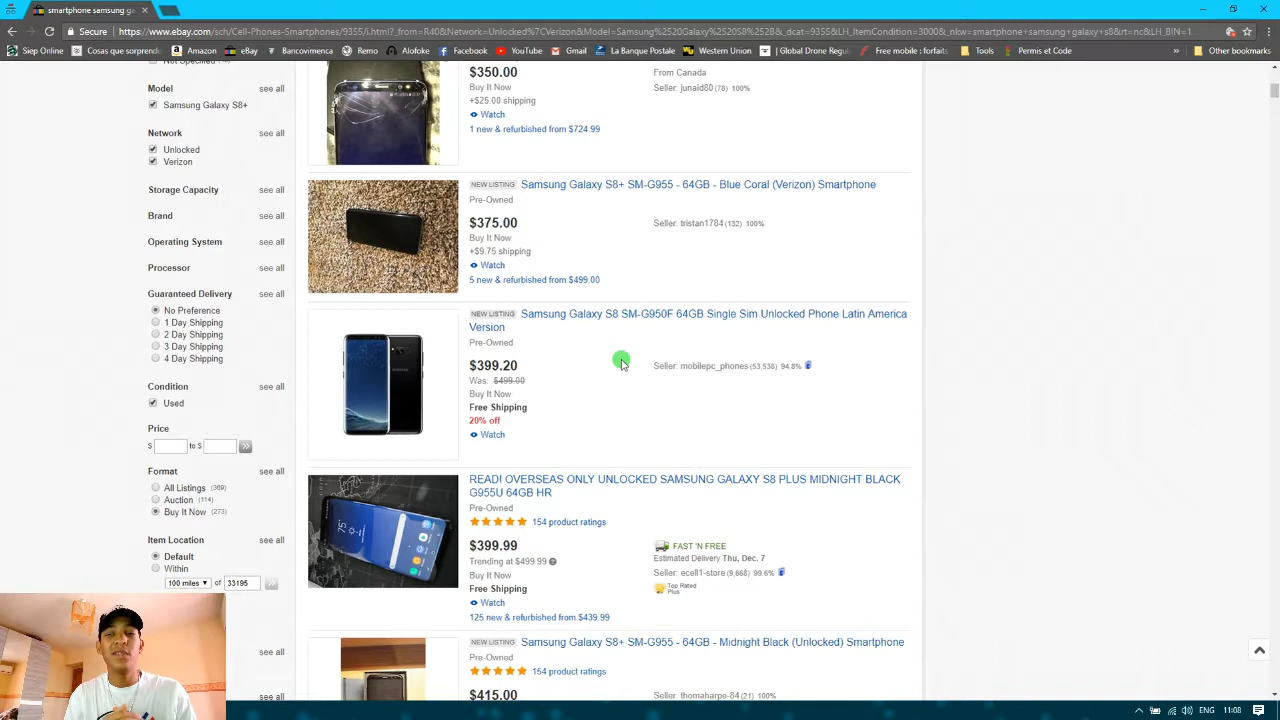 samsung ga
Secure
https://www.ebay.com/sch/Cell-Phones-Smartphones/9355/i.html?_from=R40&Network=Unlocked%7CVerizon&Model=Samsung%2520Galaxy%2520S8%252B&_dcat=9355&LH_ItemCondition=3000&_nkw=smartphone+samsung+galaxy+s8&rt=nc&LH_BIN=1
Siep Online
Cosas que sorprende
Bancovimenca
Romo
Amazon
eBay
AliExpress
Airbnb
Facebook
YouTube
Gmail
La Banque Postale
Western Union
Global Drone Regula
Free mobile : forfaits
Tools
Permis et Code
Not Specified
Model
see all
Samsung Galaxy S8+
Network
see all
Unlocked
Verizon
Storage Capacity
see all
Brand
see all
Operating System
see all
Processor
see all
Guaranteed Delivery
see all
No Preference
1 Day Shipping
2 Day Shipping
3 Day Shipping
4 Day Shipping
Condition
see all
Used
Price
$ to $
Format
see all
All Listings (369)
Auction (114)
Buy It Now (273)
Item Location
see all
Default
Within
100 miles of 33195
see all
see all
$350.00
From Canada
Buy It Now
Seller: junaid80 (78) 100%
+$25.00 shipping
Watch
1 new & refurbished from $724.99
NEW LISTING Samsung Galaxy S8+ SM-G955 - 64GB - Blue Coral (Verizon) Smartphone
Pre-Owned
$375.00
Seller: tristan1784 (132) 100%
Buy It Now
+$9.75 shipping
Watch
5 new & refurbished from $499.00
NEW LISTING Samsung Galaxy S8 SM-G950F 64GB Single Sim Unlocked Phone Latin America
Version
Pre-Owned
$399.20
Seller: mobilepc_phones (53,538) 94.8%
Was: $499.00
Buy It Now
Free Shipping
20% off
Watch
READ! OVERSEAS ONLY UNLOCKED SAMSUNG GALAXY S8 PLUS MIDNIGHT BLACK
G955U 64GB HR
Pre-Owned
154 product ratings
$399.99
FAST 'N FREE
Trending at $499.99
Estimated Delivery Thu, Dec. 7
Buy It Now
Seller: ecell1-store (9,668) 99.6%
Free Shipping
Top Rated
Plus
Watch
125 new & refurbished from $439.99
NEW LISTING Samsung Galaxy S8+ SM-G955 - 64GB - Midnight Black (Unlocked) Smartphone
Pre-Owned
154 product ratings
$415.00
Seller: thomaharpe-84 (21) 100%
11:08